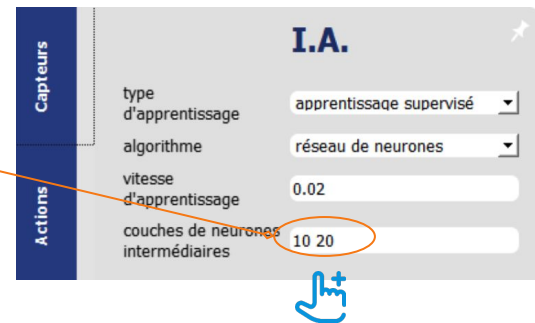 Capteurs
Actions
I.A.
type
d'apprentissage
apprentissage supervisé
algorithme
réseau de neurones
vitesse
d'apprentissage
0.02
couches de neurones
intermédiaires
10 20